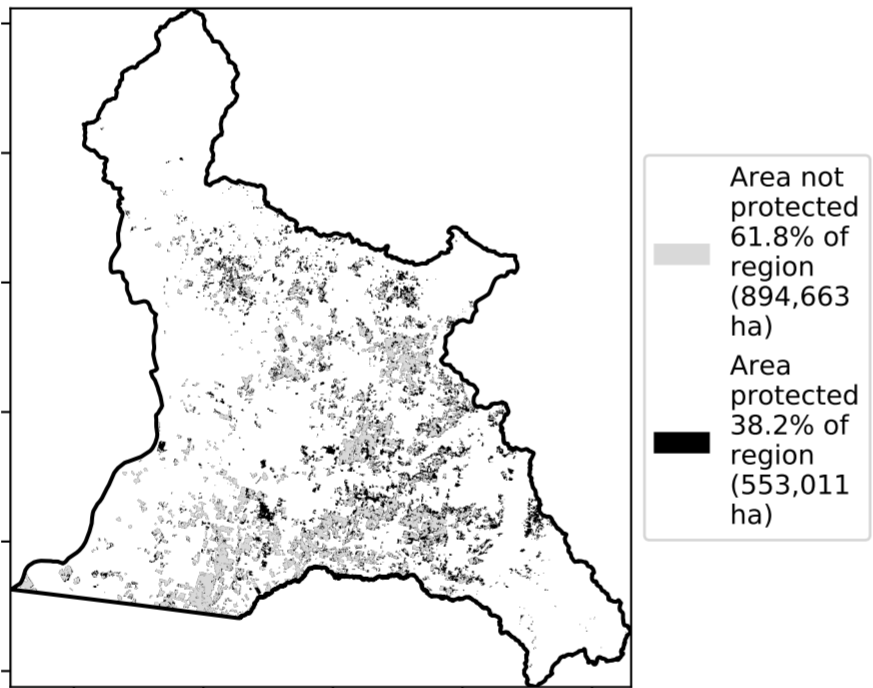 Area not
protected
61.8% of
region
(894,663
ha)
Area
protected
38.2% of
region
(553,011
ha)